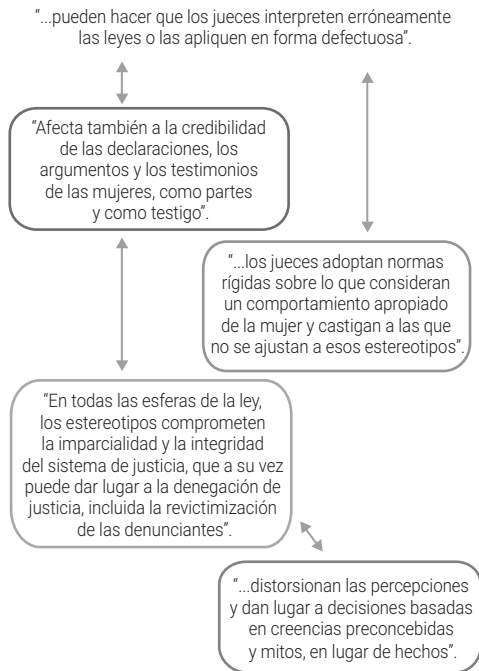 “...pueden hacer que los jueces interpreten erróneamente
las leyes o las apliquen en forma defectuosa”.
“Afecta también a la credibilidad
de las declaraciones, los
argumentos y los testimonios
de las mujeres, como partes
y como testigo”.
“...los jueces adoptan normas
rígidas sobre lo que consideran
un comportamiento apropiado
de la mujer y castigan a las que
no se ajustan a esos estereotipos”.
“En todas las esferas de la ley,
los estereotipos comprometen
la imparcialidad y la integridad
del sistema de justicia, que a su vez
puede dar lugar a la denegación de
justicia, incluida la revictimización
de las denunciantes”.
“...distorsionan las percepciones
y dan lugar a decisiones basadas
en creencias preconcebidas
y mitos, en lugar de hechos”.